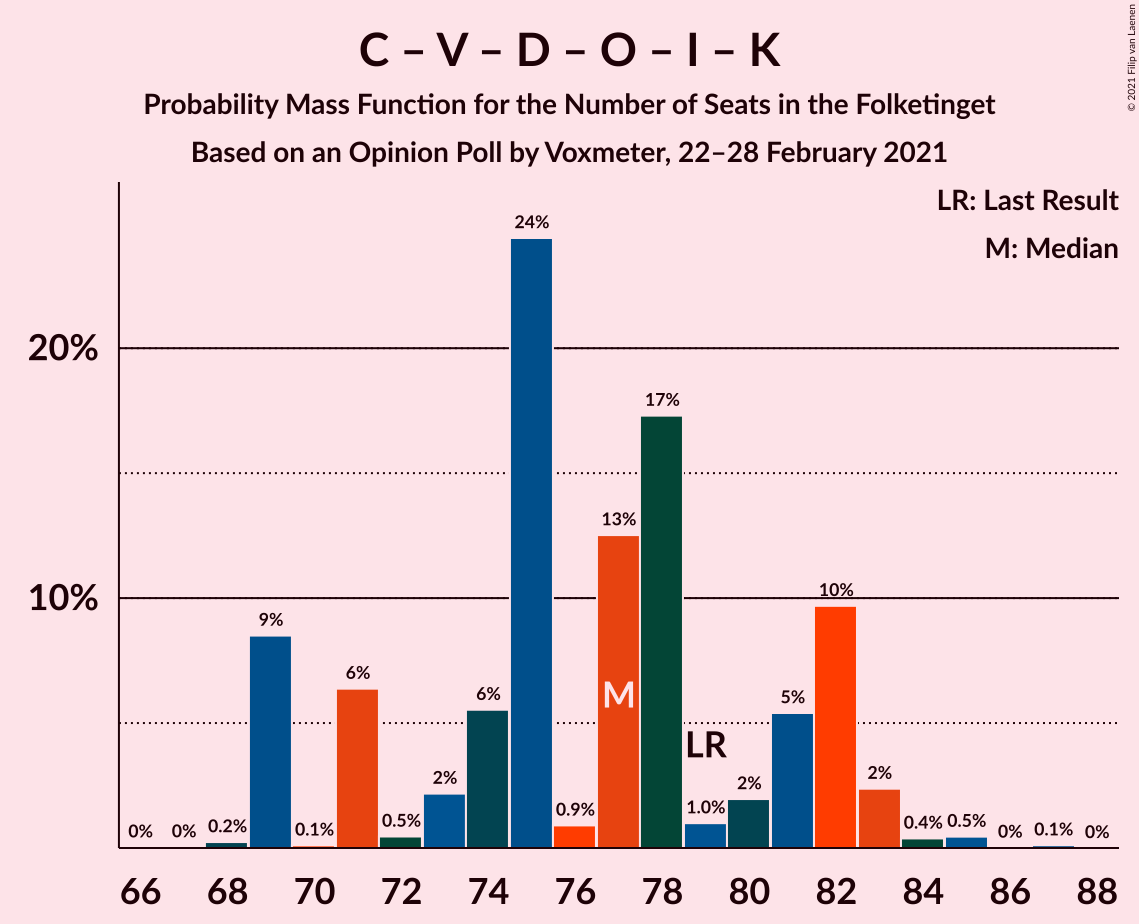 C – V – D – O – I – K
Probability Mass Function for the Number of Seats in the Folketinget
Based on an Opinion Poll by Voxmeter, 22–28 February 2021
© 2021 Filip van Laenen
LR: Last Result
M: Median
20%
10%
0%
0%
0.2%
9%
0.1%
6%
0.5%
2%
6%
24%
0.9%
13%
17%
1.0%
2%
5%
10%
2%
0.4%
0.5%
0%
0.1%
0%
M
LR
66 68 70 72 74 76 78 80 82 84 86 88